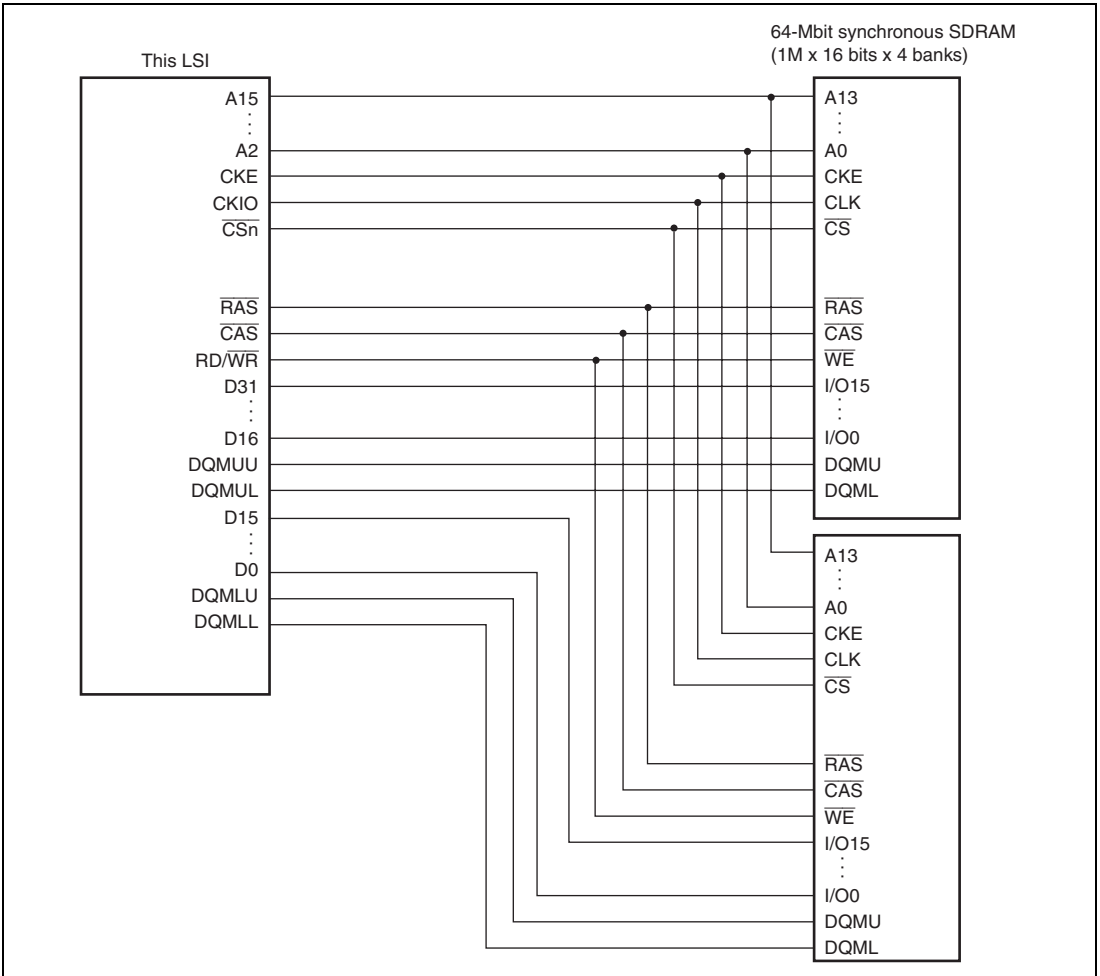 64-Mbit synchronous SDRAM
(1M x 16 bits x 4 banks)
This LSI
A15
A2
CKE
CKIO
CSn
RAS
CAS
RD/WR
D31
D16
DQMUU
DQMUL
D15
D0
DQMLU
DQMLL
A13
A0
CKE
CLK
CS
RAS
CAS
WE
I/O15
I/O0
DQMU
DQML
A13
A0
CKE
CLK
CS
RAS
CAS
WE
I/O15
I/O0
DQMU
DQML